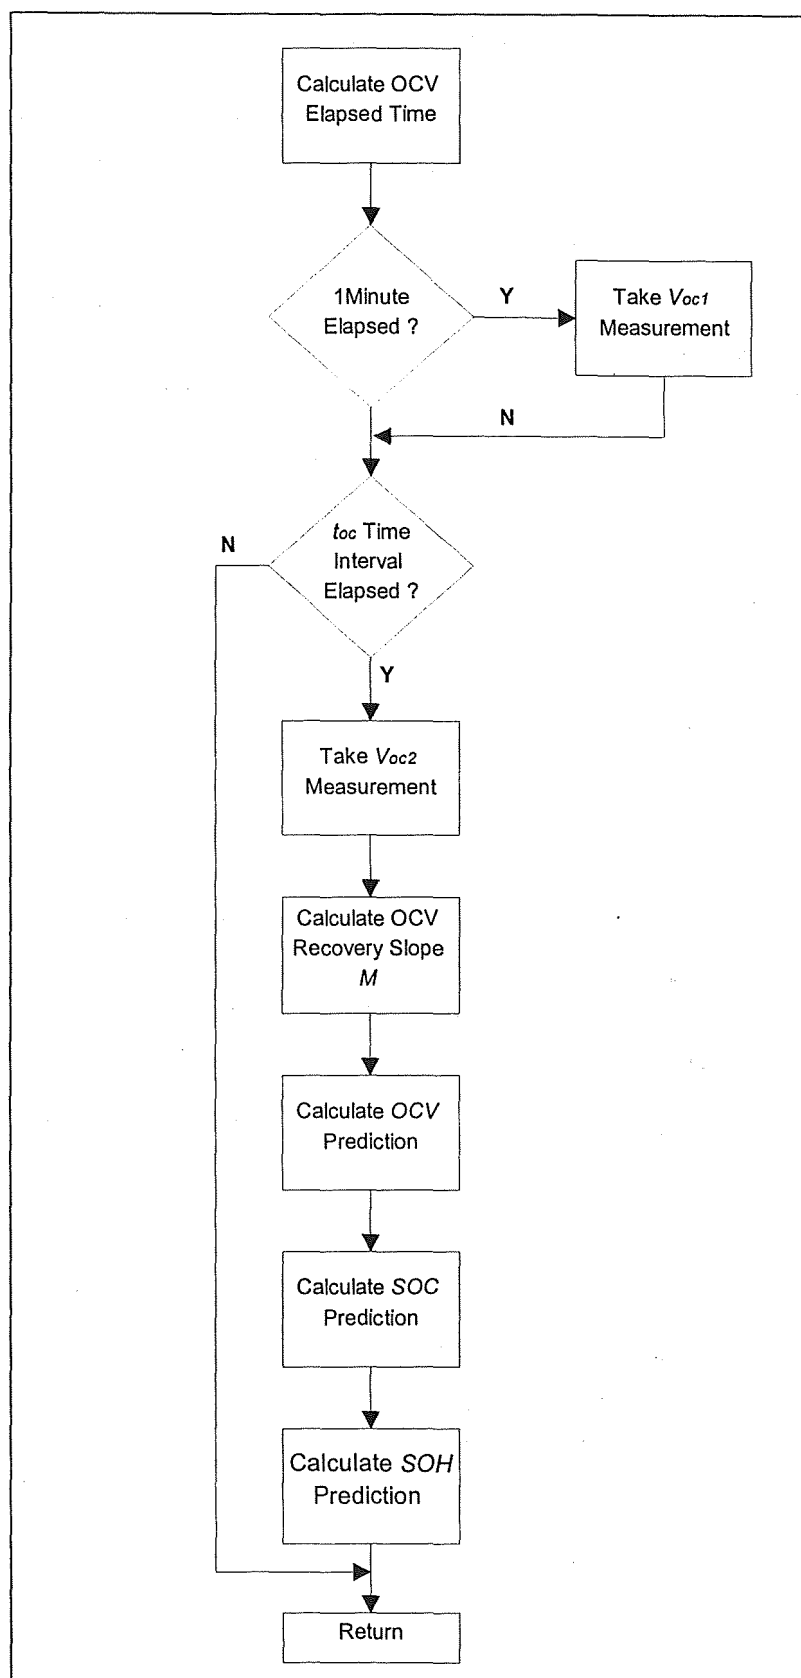 Calculate OCV
Elapsed Time
1Minute
Elapsed ?
Y
Take Voc1
Measurement
N
toc Time
Interval
Elapsed ?
N
Y
Take Voc2
Measurement
Calculate OCV
Recovery Slope
M
Calculate OCV
Prediction
Calculate SOC
Prediction
Calculate SOH
Prediction
Return